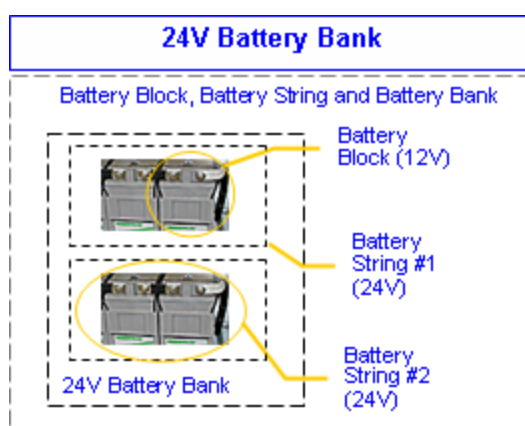 24V Battery Bank
Battery Block, Battery String and Battery Bank
Battery
Block (12V)
Battery
String #1
(24V)
Battery
String #2
(24V)
24V Battery Bank